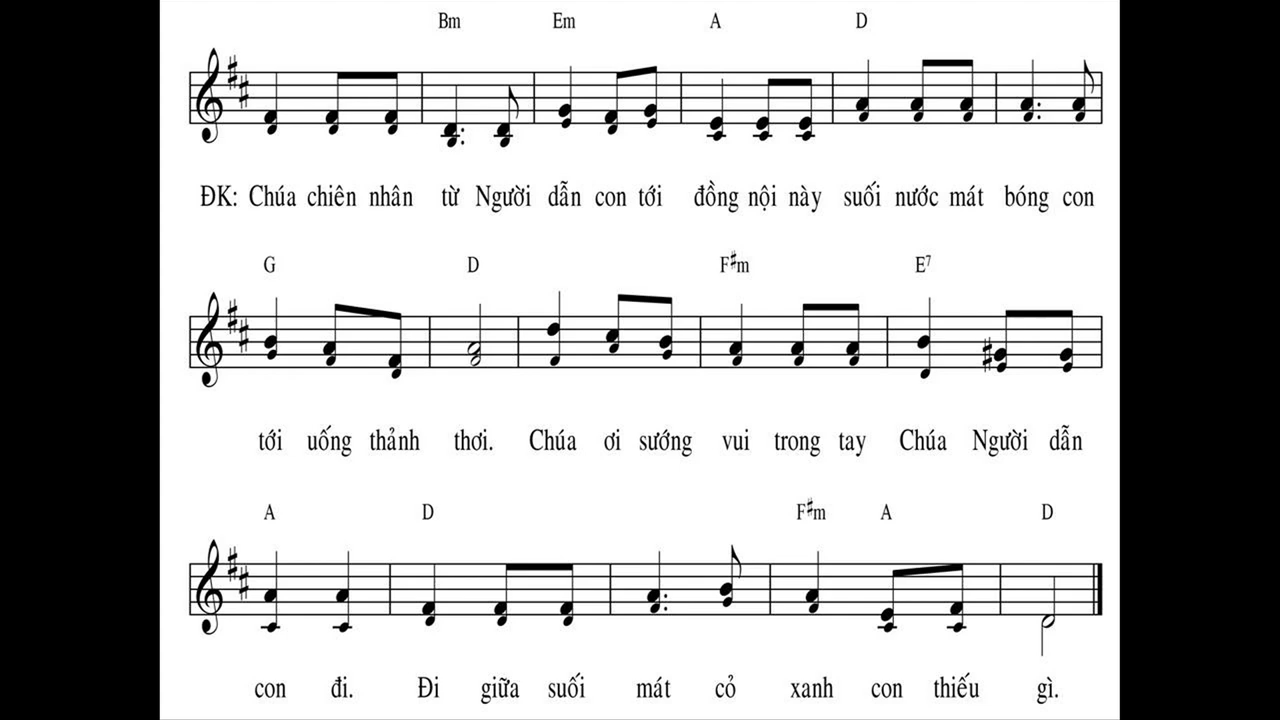 Bm Em A D
ĐK: Chúa chiên nhân từ Người dẫn con tới đồng nội này suối nước mát bóng con
G D F#m E7
tới uống thảnh thơi. Chúa ơi sướng vui trong tay Chúa Người dẫn
A D F#m A D
con đi. Đi giữa suối mát cỏ xanh con thiếu gì.